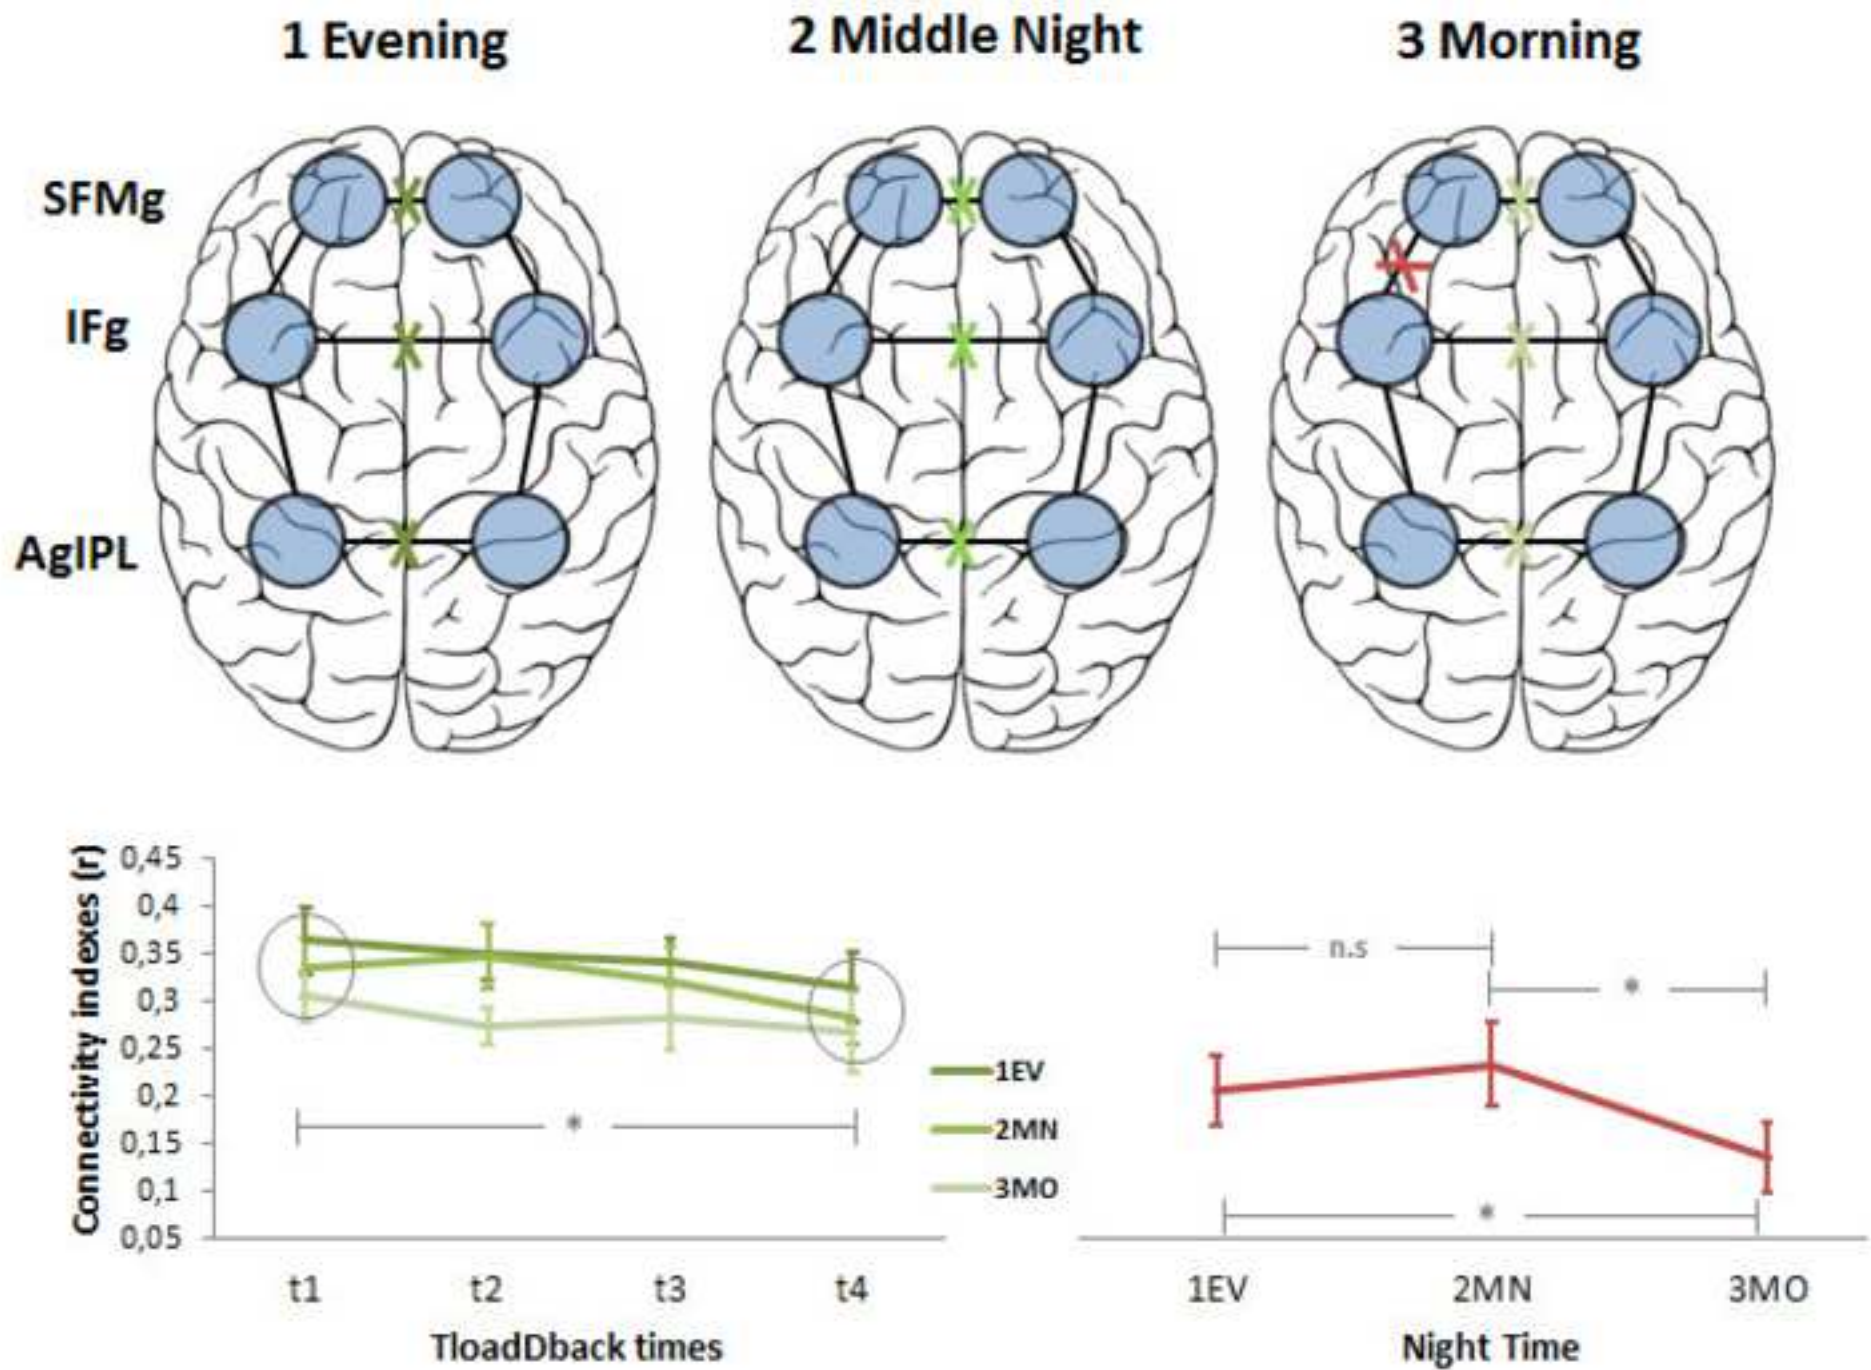 1 Evening
2 Middle Night
3 Morning
SFMg
IFg
AgIPL
Connectivity indexes (r)
0,45
0,4
0,35
0,3
0,25
0,2
0,15
0,1
0,05
*
t1
t2
t3
t4
TloadDback times
1EV
2MN
3MO
n.s
*
*
1EV
2MN
3MO
Night Time